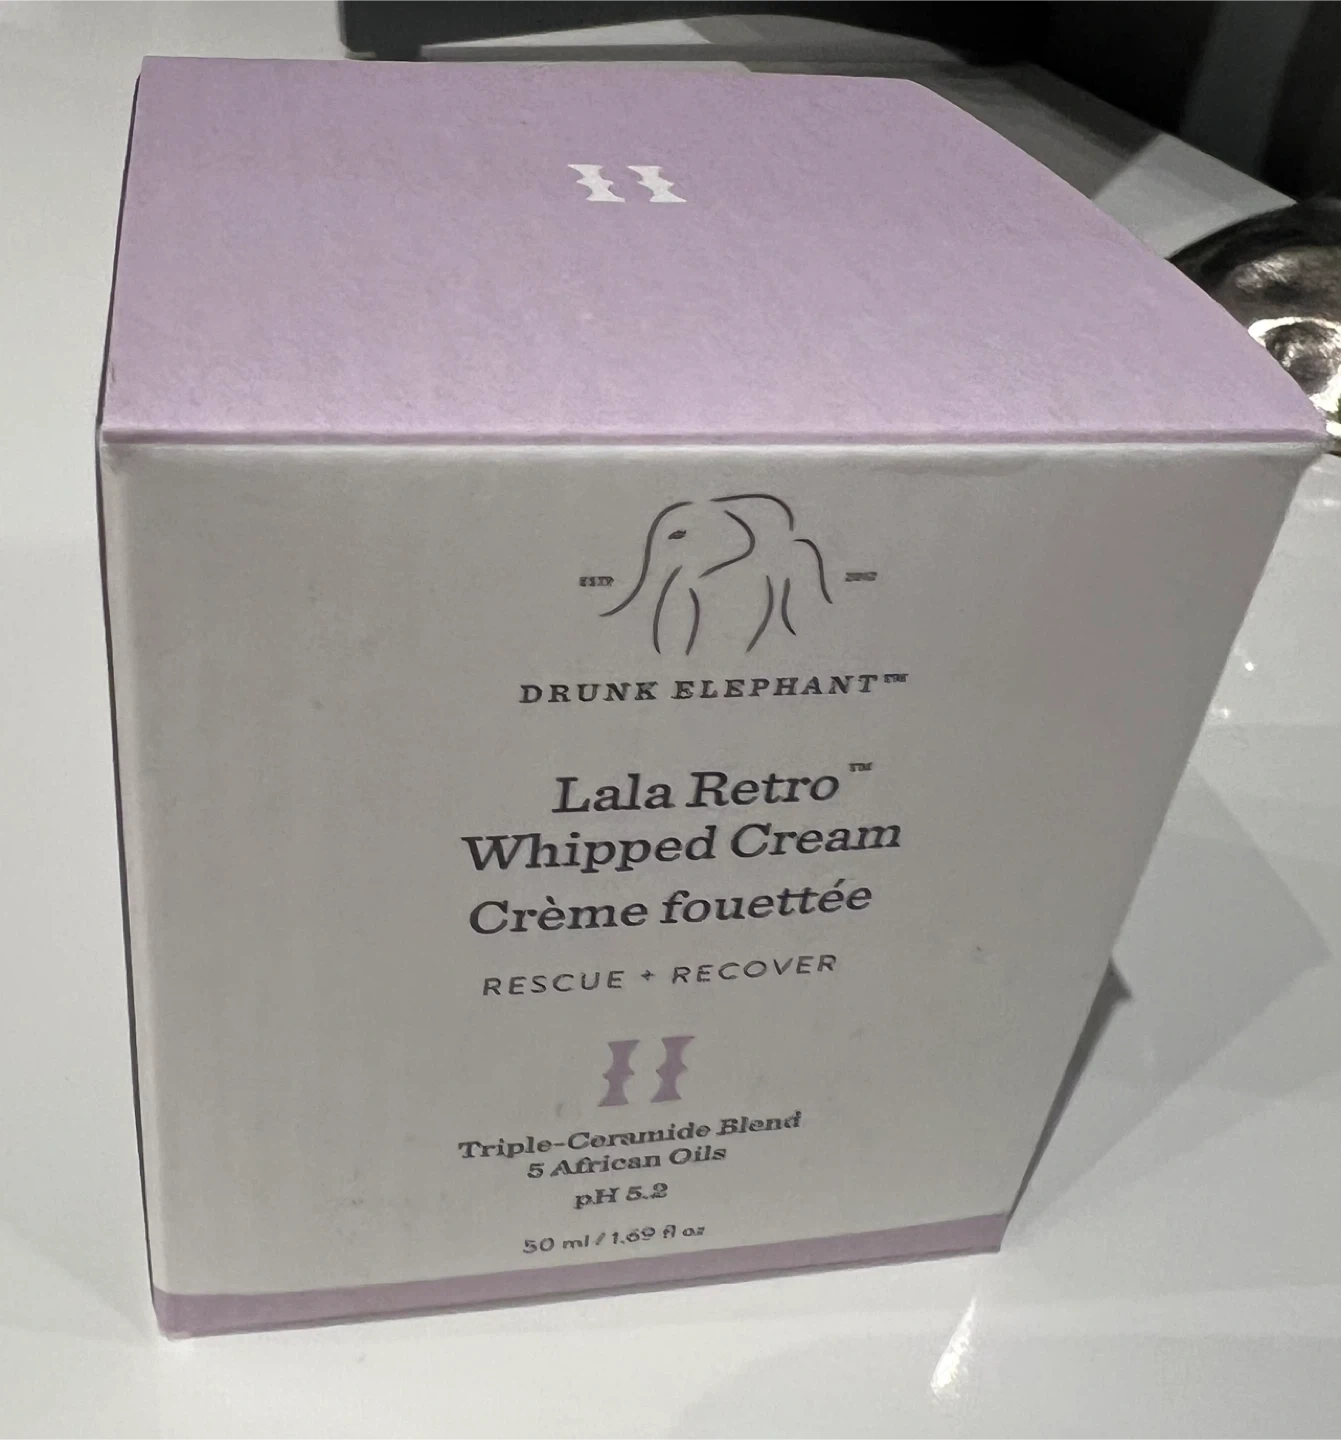 DRUNK ELEPHANT™
Lala Retro™
Whipped Cream
Crème fouettée
RESCUE + RECOVER
Triple-Ceramide Blend
5 African Oils
pH 5.2
50 ml / 1.69 fl oz